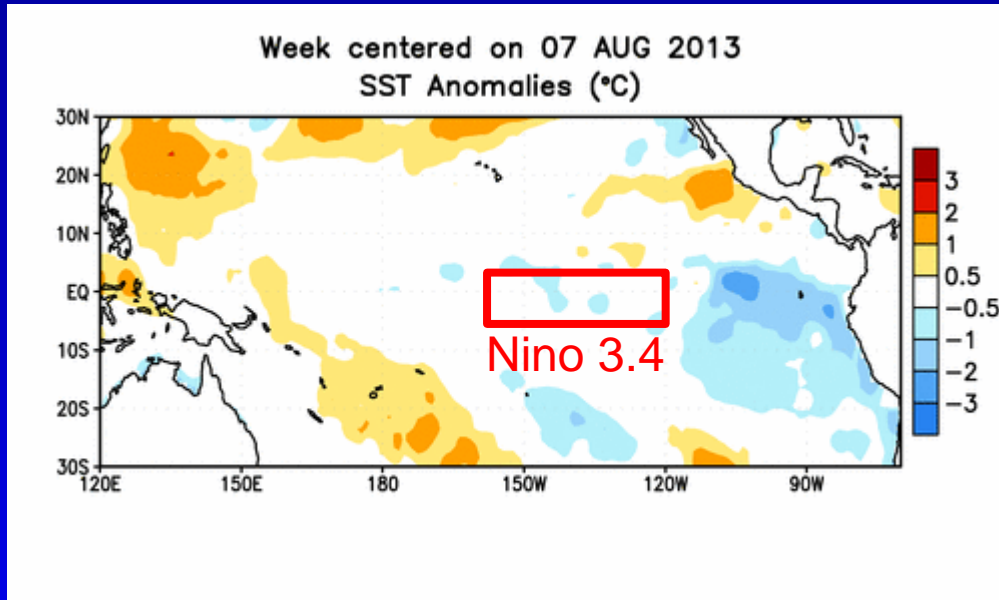 Week centered on 07 AUG 2013
SST Anomalies (°C)
30N
20N
10N
EQ
10S
20S
30S
Nino 3.4
120E 150E 180 150W 120W 90W
3
2
1
0.5
-0.5
-1
-2
-3